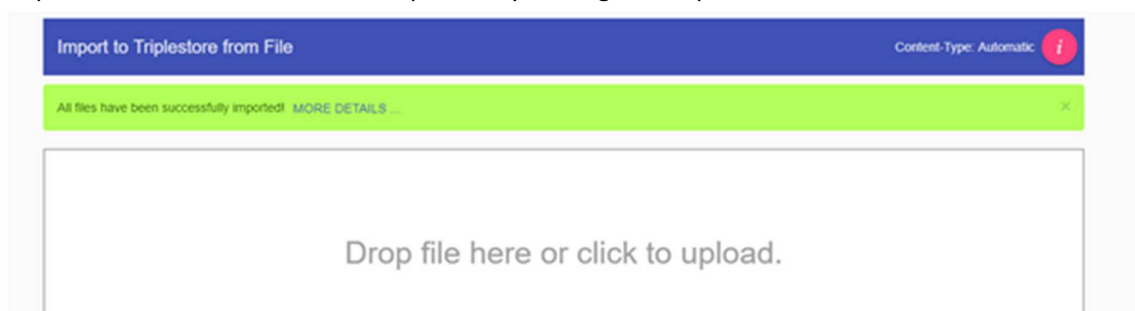 Import to Triplestore from File
Content-Type: Automatic i
All files have been successfully imported! MORE DETAILS ... ×
Drop file here or click to upload.